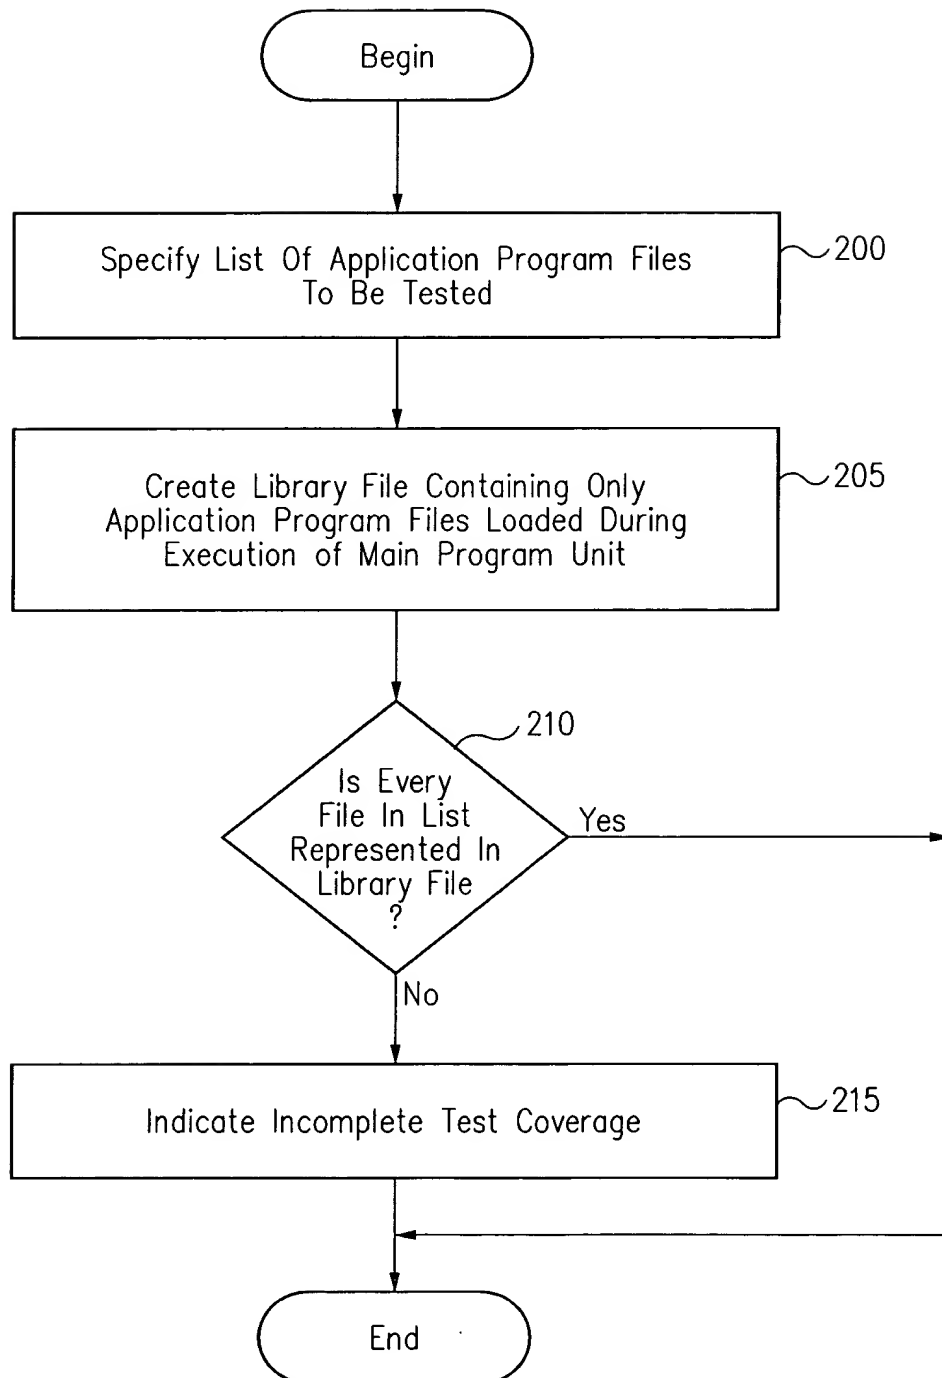 Begin
Specify List Of Application Program Files
To Be Tested
200
Create Library File Containing Only
Application Program Files Loaded During
Execution of Main Program Unit
205
210
Is Every
File In List
Represented In
Library File
?
Yes
No
Indicate Incomplete Test Coverage
215
End